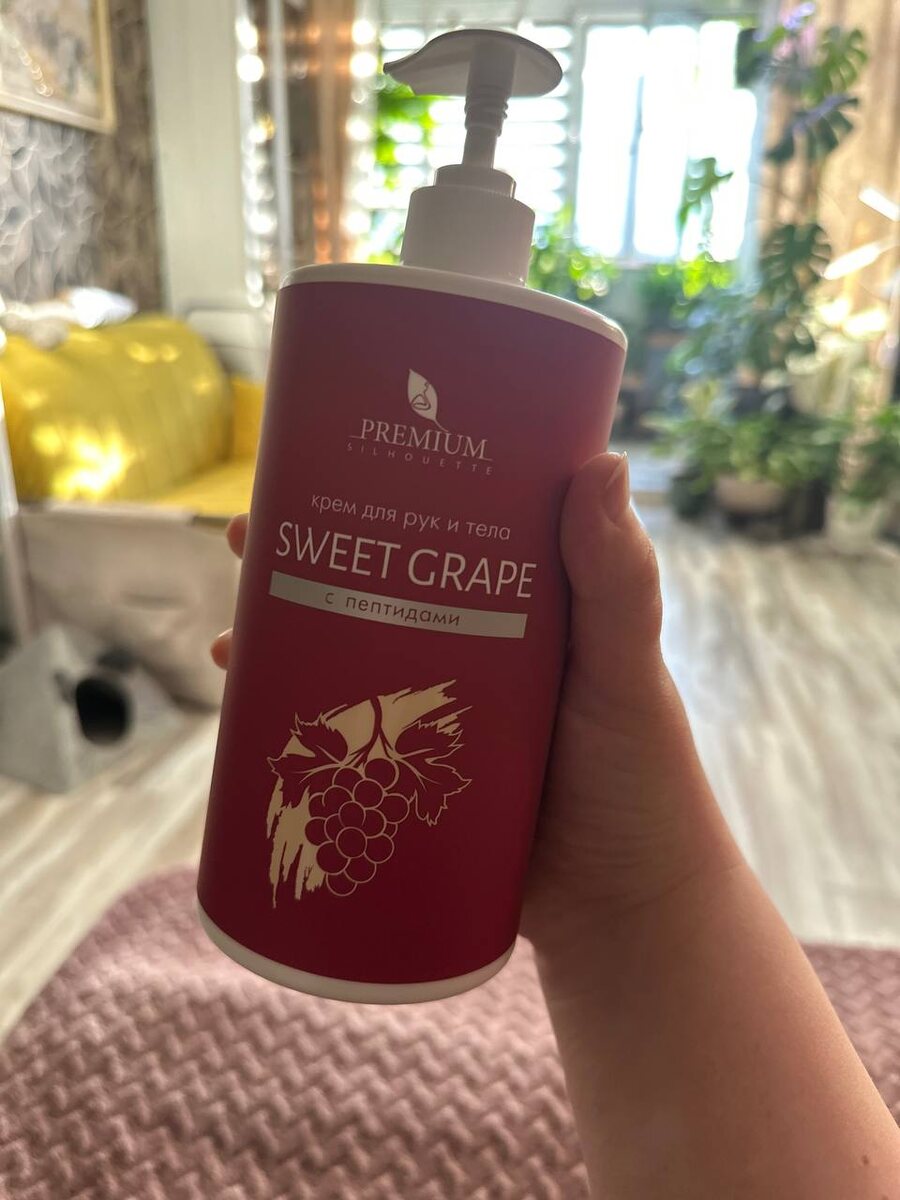 PREMIUM
SILHOUETTE
крем для рук и тела
SWEET GRAPE
с пептидами